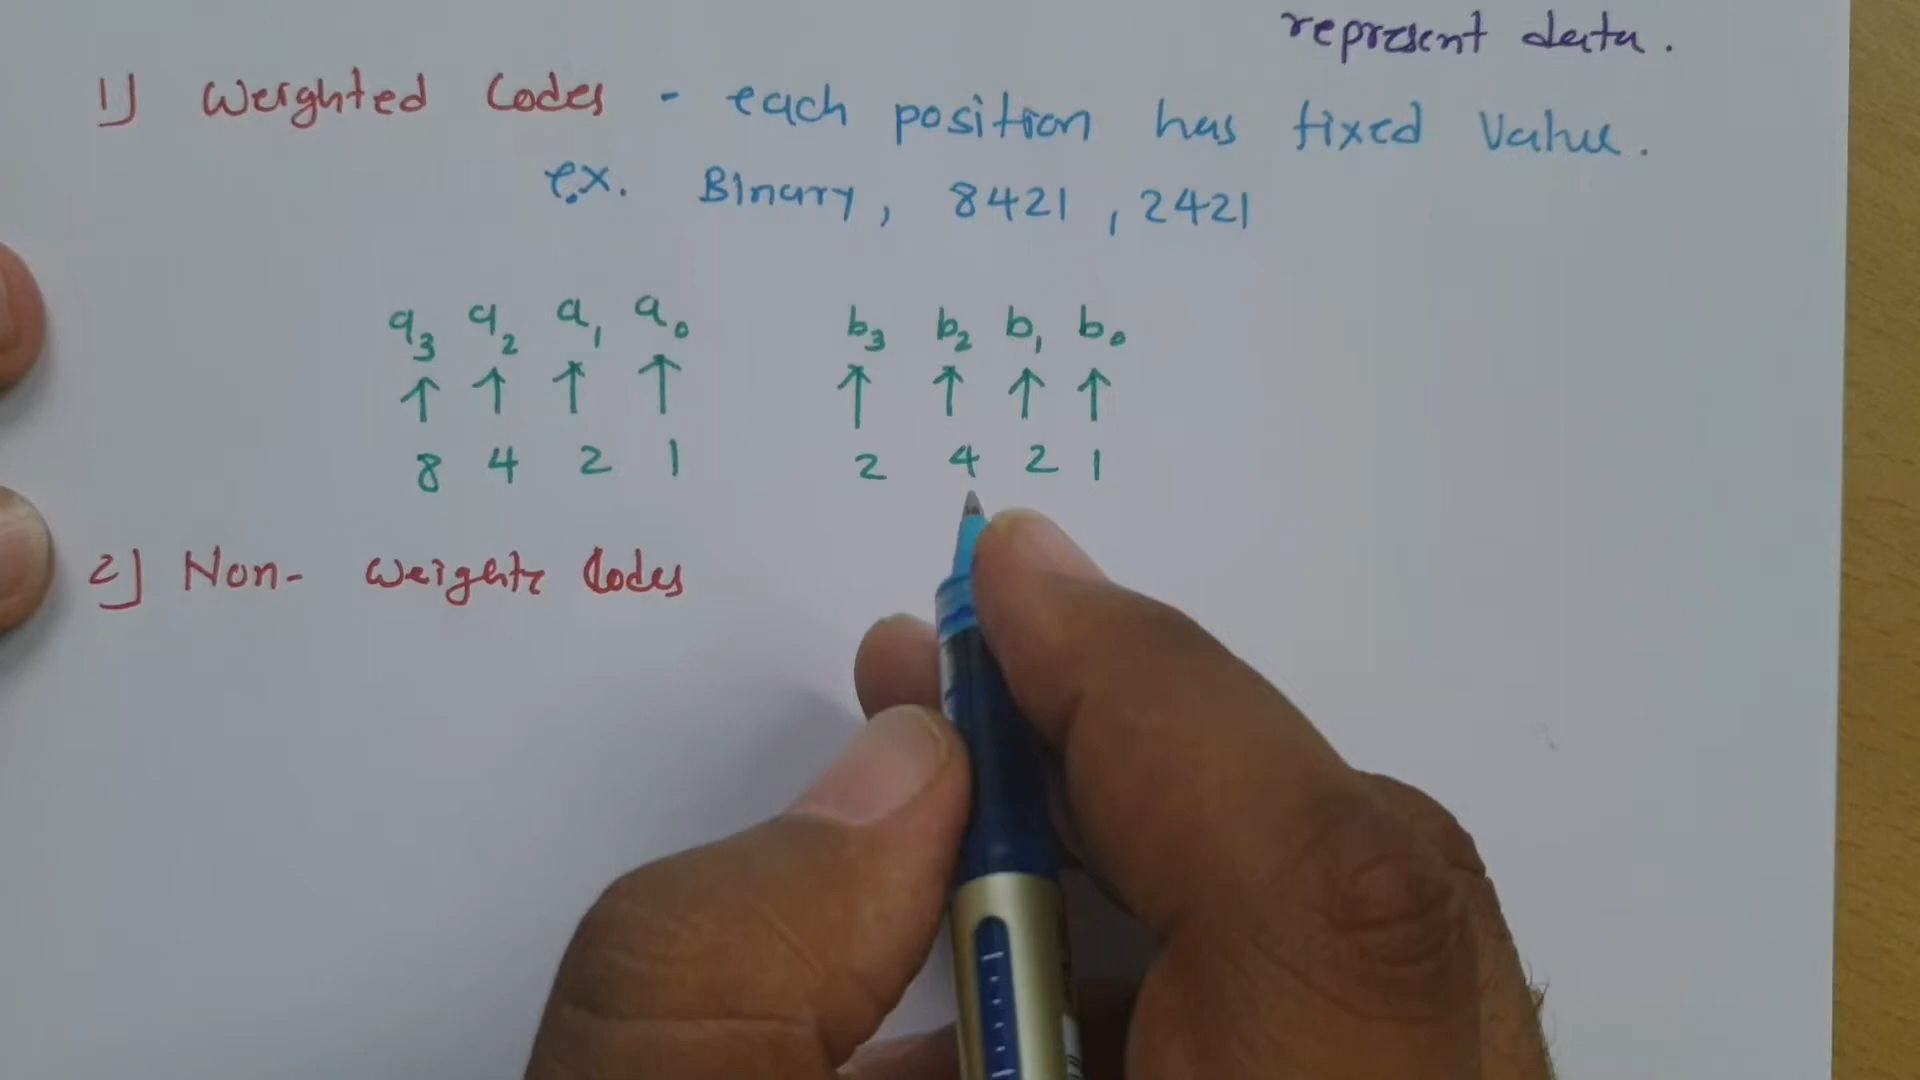 represent data.
1) Weighted Codes - each position has fixed Value.
ex. Binary, 8421, 2421
a3 a2 a1 a0 b3 b2 b1 b0
↑ ↑ ↑ ↑ ↑ ↑ ↑ ↑
8 4 2 1 2 4 2 1
2) Non- Weighte Codes